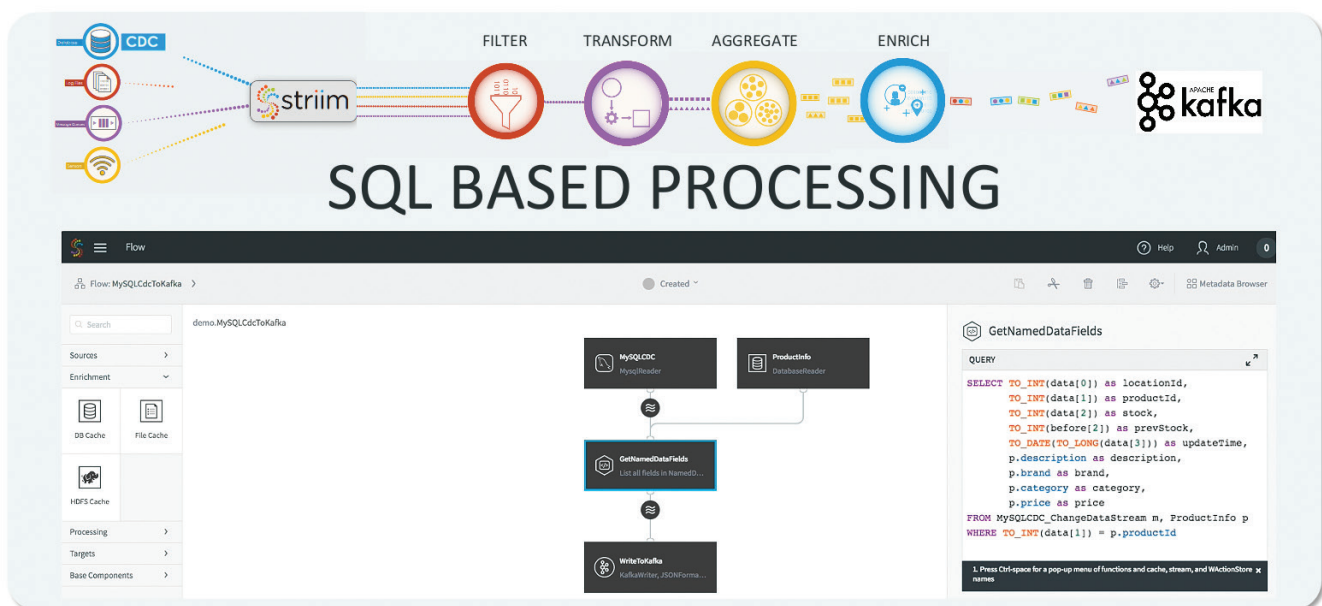 CDC
striim
FILTER
TRANSFORM
AGGREGATE
ENRICH
APACHE
kafka
SQL BASED PROCESSING
Flow
Help
Admin
0
Flow: MySQLCdcToKafka
Created
Metadata Browser
Search
Sources
Enrichment
DB Cache
File Cache
HDFS Cache
Processing
Targets
Base Components
demo.MySQLCdcToKafka
MySQLCDC
MysqlReader
ProductInfo
DatabaseReader
GetNamedDataFields
List all fields in NamedD...
WriteToKafka
KafkaWriter, JSONForma...
GetNamedDataFields
QUERY
SELECT TO_INT(data[0]) as locationId,
TO_INT(data[1]) as productId,
TO_INT(data[2]) as stock,
TO_INT(before[2]) as prevStock,
TO_DATE(TO_LONG(data[3])) as updateTime,
p.description as description,
p.brand as brand,
p.category as category,
p.price as price
FROM MySQLCDC_ChangeDataStream m, ProductInfo p
WHERE TO_INT(data[1]) = p.productId
1. Press Ctrl-space for a pop-up menu of functions and cache, stream, and WActionStore
names